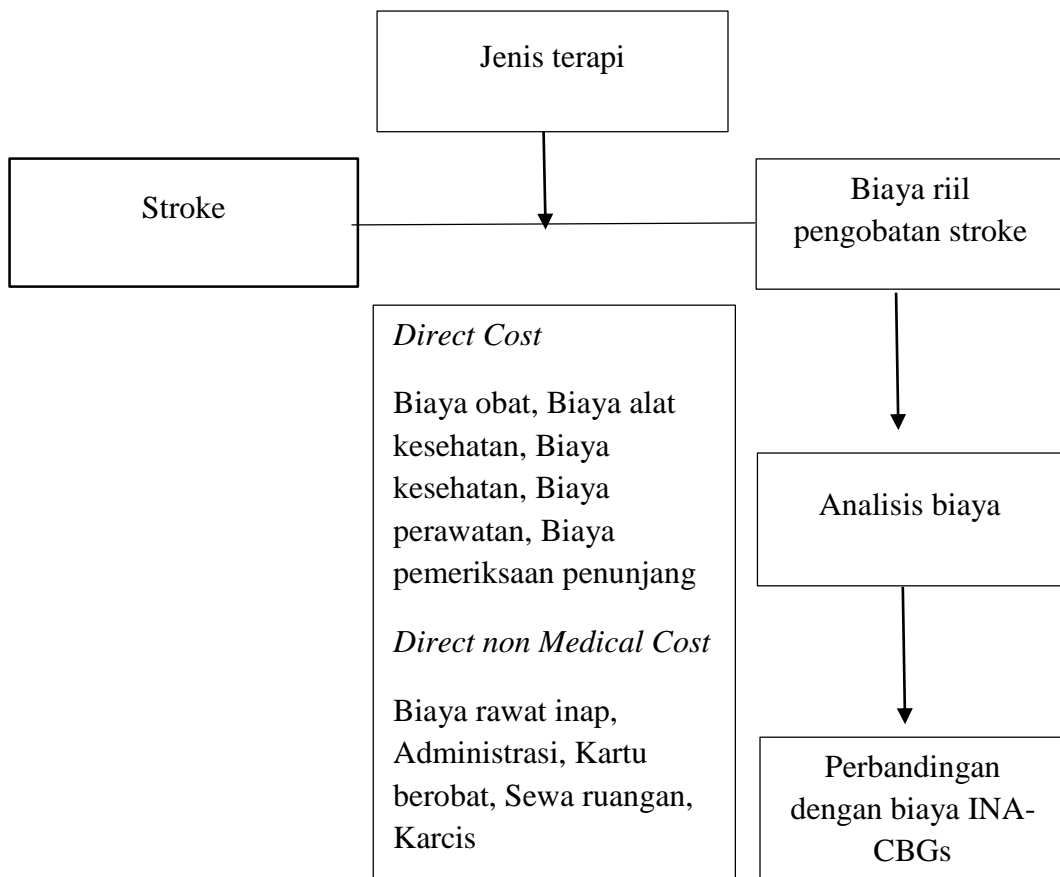 Jenis terapi
Stroke
Biaya riil
pengobatan stroke
Direct Cost
Biaya obat, Biaya alat
kesehatan, Biaya
kesehatan, Biaya
perawatan, Biaya
pemeriksaan penunjang
Direct non Medical Cost
Biaya rawat inap,
Administrasi, Kartu
berobat, Sewa ruangan,
Karcis
Analisis biaya
Perbandingan
dengan biaya INA-
CBGs